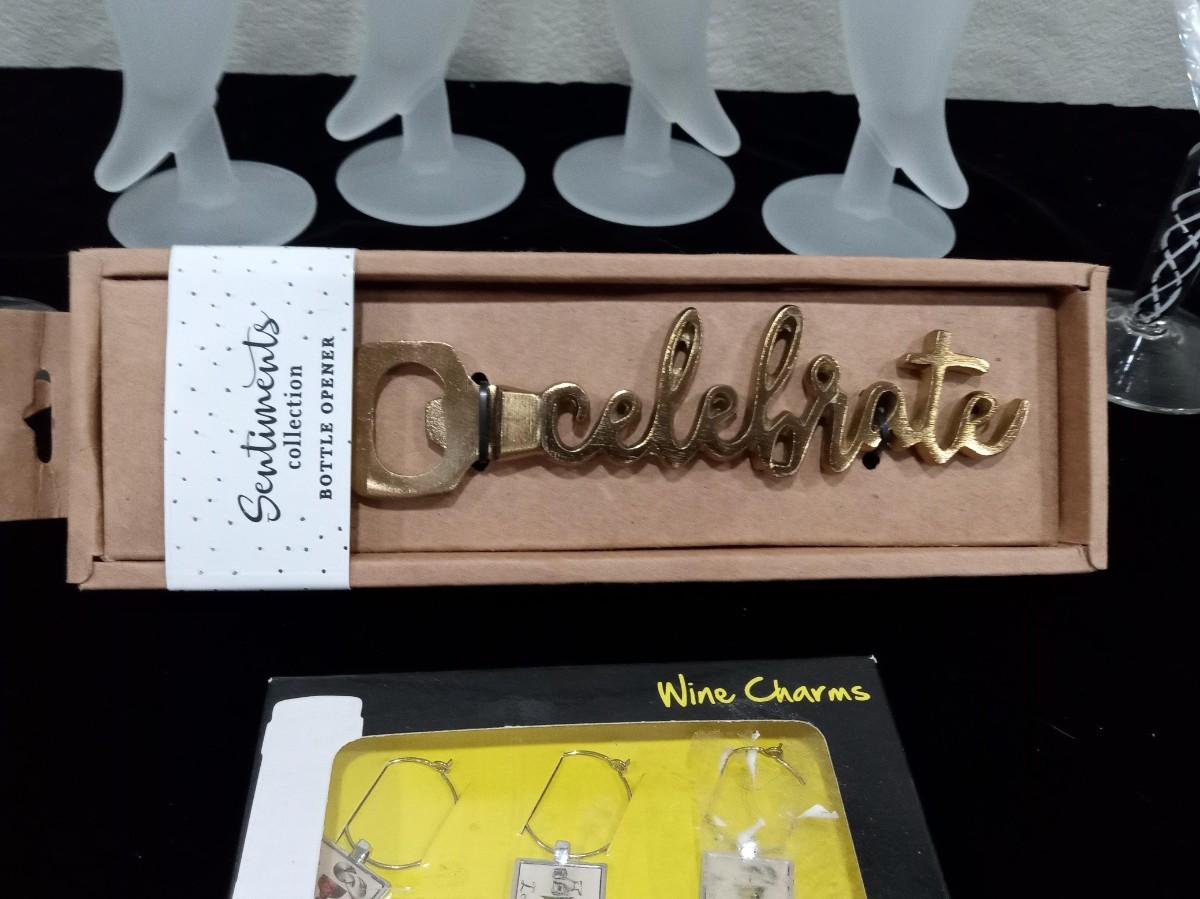 Sentiments
collection
BOTTLE OPENER
celebrate
Wine Charms